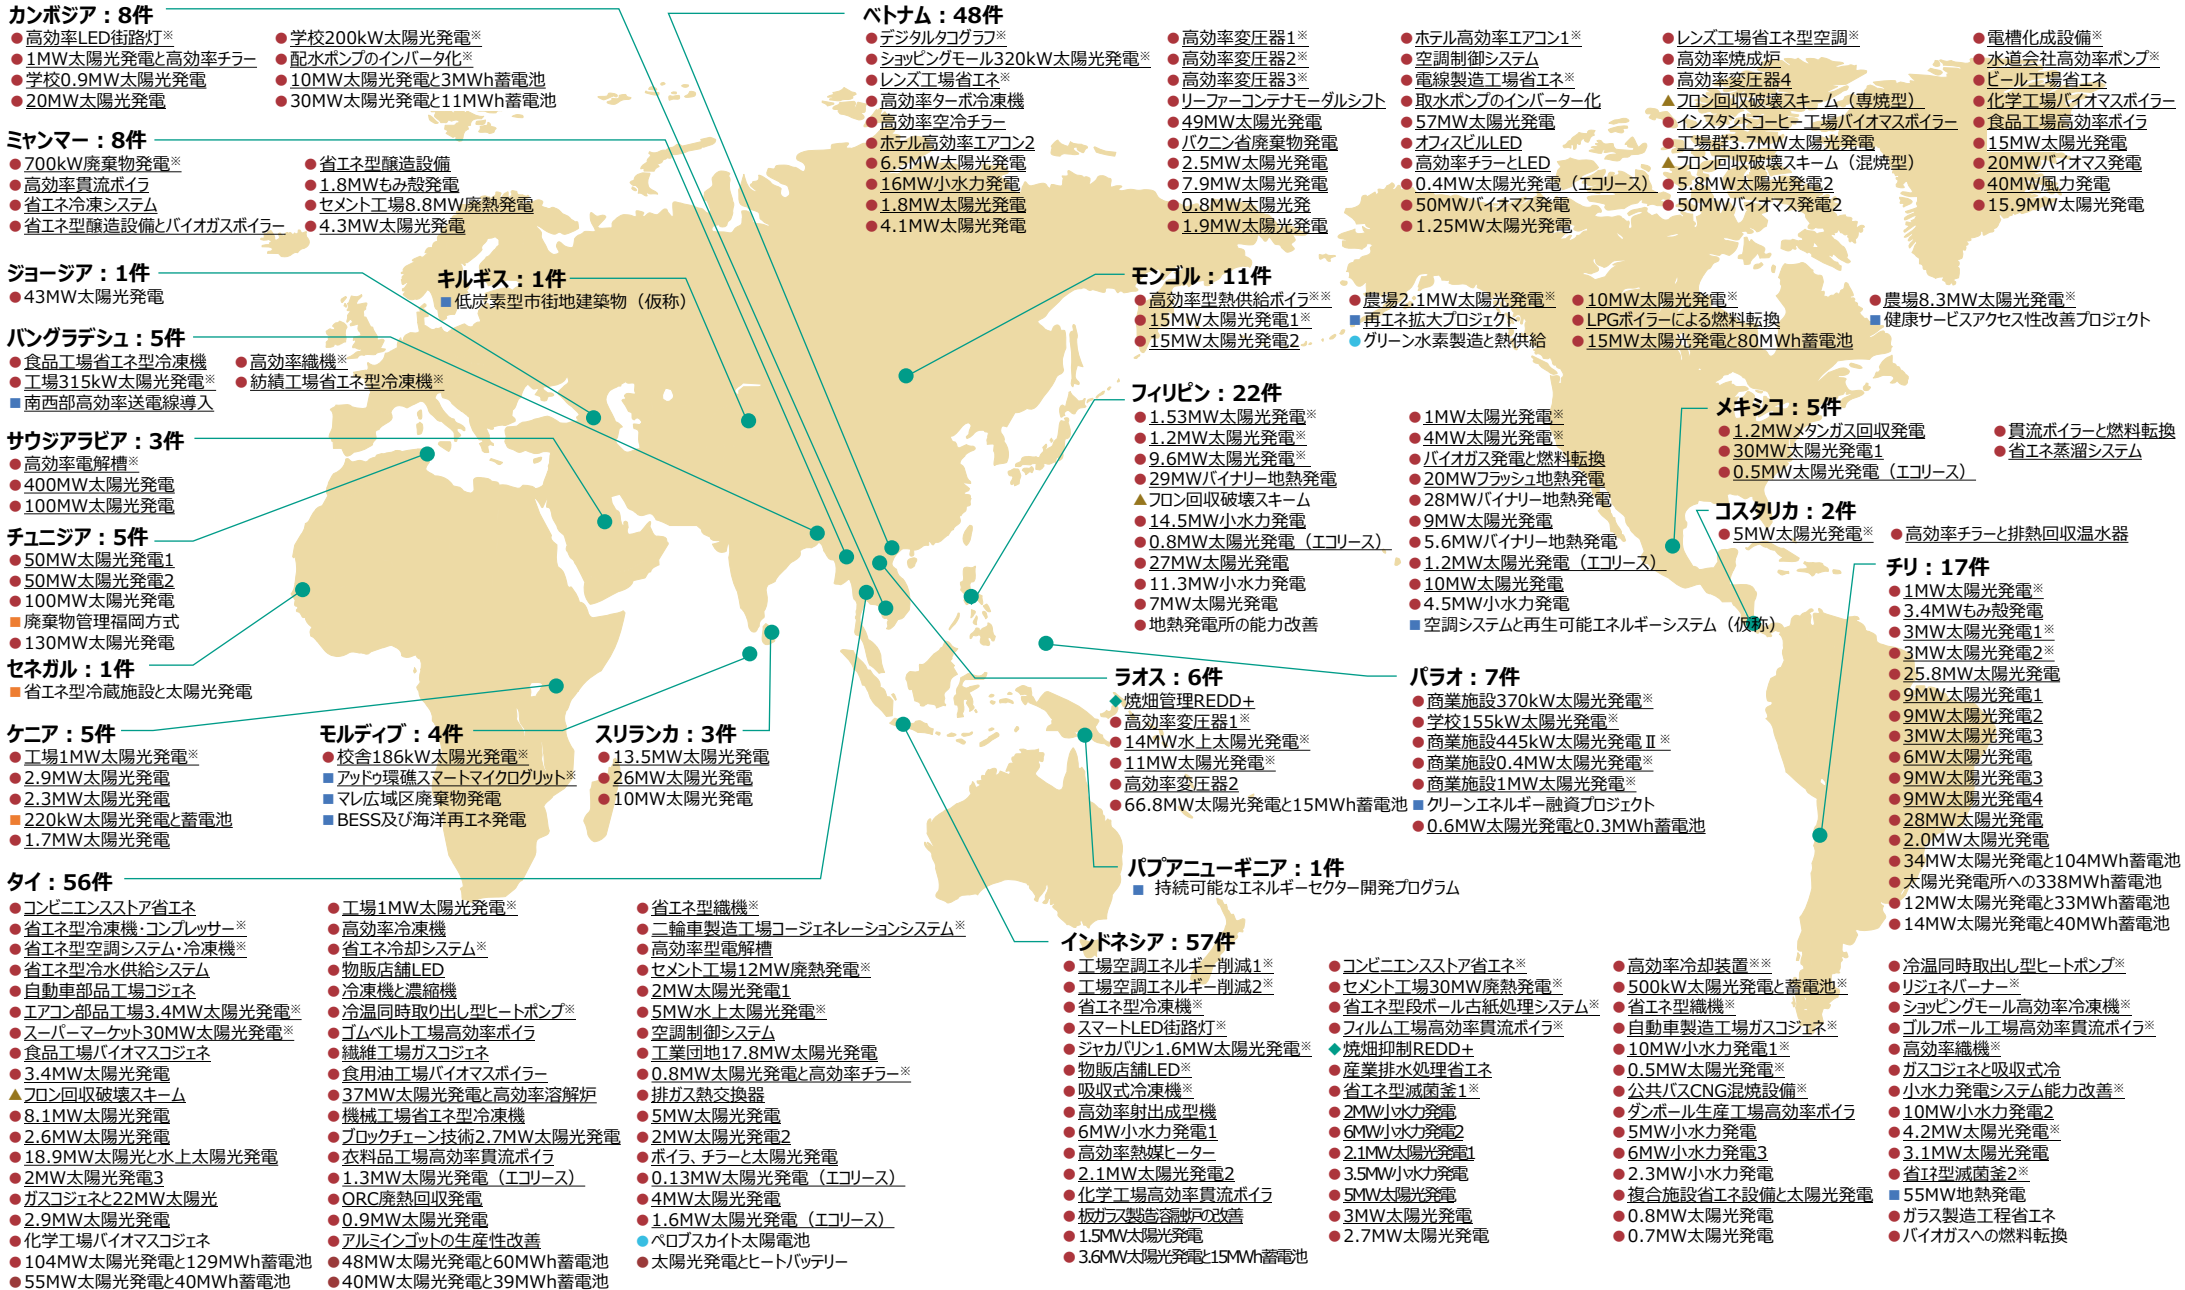 カンボジア：8件
●高効率LED街路灯※
●1MW太陽光発電と高効率チラー
●学校0.9MW太陽光発電
●20MW太陽光発電
●学校200kW太陽光発電※
●配水ポンプのインバータ化※
●10MW太陽光発電と3MWh蓄電池
●30MW太陽光発電と11MWh蓄電池
ミャンマー：8件
●700kW廃棄物発電※
●高効率貫流ボイラ
●省エネ冷凍システム
●省エネ型醸造設備とバイオガスボイラー
●省エネ型醸造設備
●1.8MWもみ殻発電
●セメント工場8.8MW廃熱発電
●4.3MW太陽光発電
ジョージア：1件
●43MW太陽光発電
キルギス：1件
■低炭素型市街地建築物（仮称）
バングラデシュ：5件
●食品工場省エネ型冷凍機
●工場315kW太陽光発電※
■南西部高効率送電線導入
●高効率織機※
●紡績工場省エネ型冷凍機※
サウジアラビア：3件
●高効率電解槽※
●400MW太陽光発電
●100MW太陽光発電
チュニジア：5件
●50MW太陽光発電1
●50MW太陽光発電2
●100MW太陽光発電
■廃棄物管理福岡方式
●130MW太陽光発電
セネガル：1件
■省エネ型冷蔵施設と太陽光発電
ケニア：5件
●工場1MW太陽光発電※
●2.9MW太陽光発電
●2.3MW太陽光発電
■220kW太陽光発電と蓄電池
●1.7MW太陽光発電
モルディブ：4件
●校舎186kW太陽光発電※
■アッドゥ環礁スマートマイクログリット※
■マレ広域区廃棄物発電
■BESS及び海洋再エネ発電
スリランカ：3件
●13.5MW太陽光発電
●26MW太陽光発電
●10MW太陽光発電
ベトナム：48件
●デジタルタコグラフ※
●ショッピングモール320kW太陽光発電※
●レンズ工場省エネ※
●高効率ターボ冷凍機
●高効率空冷チラー
●ホテル高効率エアコン2
●6.5MW太陽光発電
●16MW小水力発電
●1.8MW太陽光発電
●4.1MW太陽光発電
●高効率変圧器1※
●高効率変圧器2※
●高効率変圧器3※
●リーファーコンテナモーダルシフト
●49MW太陽光発電
●バクニン省廃棄物発電
●2.5MW太陽光発電
●7.9MW太陽光発電
●0.8MW太陽光発
●1.9MW太陽光発電
●ホテル高効率エアコン1※
●空調制御システム
●電線製造工場省エネ※
●取水ポンプのインバーター化
●57MW太陽光発電
●オフィスビルLED
●高効率チラーとLED
●0.4MW太陽光発電（エコリース）
●50MWバイオマス発電
●1.25MW太陽光発電
●レンズ工場省エネ型空調※
●高効率焼成炉
●高効率変圧器4
▲フロン回収破壊スキーム（専焼型）
●インスタントコーヒー工場バイオマスボイラー
●工場群3.7MW太陽光発電
▲フロン回収破壊スキーム（混焼型）
●5.8MW太陽光発電2
●50MWバイオマス発電2
●電槽化成設備※
●水道会社高効率ポンプ※
●ビール工場省エネ
●化学工場バイオマスボイラー
●食品工場高効率ボイラ
●15MW太陽光発電
●20MWバイオマス発電
●40MW風力発電
●15.9MW太陽光発電
モンゴル：11件
●高効率型熱供給ボイラ※※
●15MW太陽光発電1※
●15MW太陽光発電2
●農場2.1MW太陽光発電※
■再エネ拡大プロジェクト
●グリーン水素製造と熱供給
●10MW太陽光発電※
●LPGボイラーによる燃料転換
●15MW太陽光発電と80MWh蓄電池
●農場8.3MW太陽光発電※
■健康サービスアクセス性改善プロジェクト
フィリピン：22件
●1.53MW太陽光発電※
●1.2MW太陽光発電※
●9.6MW太陽光発電※
●29MWバイナリー地熱発電
▲フロン回収破壊スキーム
●14.5MW小水力発電
●0.8MW太陽光発電（エコリース）
●27MW太陽光発電
●11.3MW小水力発電
●7MW太陽光発電
●地熱発電所の能力改善
●1MW太陽光発電※
●4MW太陽光発電※
●バイオガス発電と燃料転換
●20MWフラッシュ地熱発電
●28MWバイナリー地熱発電
●9MW太陽光発電
●5.6MWバイナリー地熱発電
●1.2MW太陽光発電（エコリース）
●10MW太陽光発電
●4.5MW小水力発電
■空調システムと再生可能エネルギーシステム（仮称）
メキシコ：5件
●1.2MWメタンガス回収発電
●30MW太陽光発電1
●0.5MW太陽光発電（エコリース）
●貫流ボイラーと燃料転換
●省エネ蒸溜システム
コスタリカ：2件
●5MW太陽光発電※
●高効率チラーと排熱回収温水器
チリ：17件
●1MW太陽光発電※
●3.4MWもみ殻発電
●3MW太陽光発電1※
●3MW太陽光発電2※
●25.8MW太陽光発電
●9MW太陽光発電1
●9MW太陽光発電2
●3MW太陽光発電3
●6MW太陽光発電
●9MW太陽光発電3
●9MW太陽光発電4
●28MW太陽光発電
●2.0MW太陽光発電
●34MW太陽光発電と104MWh蓄電池
●太陽光発電所への338MWh蓄電池
●12MW太陽光発電と33MWh蓄電池
●14MW太陽光発電と40MWh蓄電池
ラオス：6件
◆焼畑管理REDD+
●高効率変圧器1※
●14MW水上太陽光発電※
●11MW太陽光発電※
●高効率変圧器2
●66.8MW太陽光発電と15MWh蓄電池
パラオ：7件
●商業施設370kW太陽光発電※
●学校155kW太陽光発電※
●商業施設445kW太陽光発電Ⅱ※
●商業施設0.4MW太陽光発電※
●商業施設1MW太陽光発電※
■クリーンエネルギー融資プロジェクト
●0.6MW太陽光発電と0.3MWh蓄電池
パプアニューギニア：1件
■持続可能なエネルギーセクター開発プログラム
タイ：56件
●コンビニエンスストア省エネ
●省エネ型冷凍機・コンプレッサー※
●省エネ型空調システム・冷凍機※
●省エネ型冷水供給システム
●自動車部品工場コジェネ
●エアコン部品工場3.4MW太陽光発電※
●スーパーマーケット30MW太陽光発電※
●食品工場バイオマスコジェネ
●3.4MW太陽光発電
▲フロン回収破壊スキーム
●8.1MW太陽光発電
●2.6MW太陽光発電
●18.9MW太陽光と水上太陽光発電
●2MW太陽光発電3
●ガスコジェネと22MW太陽光
●2.9MW太陽光発電
●化学工場バイオマスコジェネ
●104MW太陽光発電と129MWh蓄電池
●55MW太陽光発電と40MWh蓄電池
●工場1MW太陽光発電※
●高効率冷凍機
●省エネ冷却システム※
●物販店舗LED
●冷凍機と濃縮機
●冷温同時取り出し型ヒートポンプ※
●ゴムベルト工場高効率ボイラ
●繊維工場ガスコジェネ
●食用油工場バイオマスボイラー
●37MW太陽光発電と高効率溶解炉
●機械工場省エネ型冷凍機
●ブロックチェーン技術2.7MW太陽光発電
●衣料品工場高効率貫流ボイラ
●1.3MW太陽光発電（エコリース）
●ORC廃熱回収発電
●0.9MW太陽光発電
●アルミインゴットの生産性改善
●48MW太陽光発電と60MWh蓄電池
●40MW太陽光発電と39MWh蓄電池
●省エネ型織機※
●二輪車製造工場コージェネレーションシステム※
●高効率型電解槽
●セメント工場12MW廃熱発電※
●2MW太陽光発電1
●5MW水上太陽光発電※
●空調制御システム
●工業団地17.8MW太陽光発電
●0.8MW太陽光発電と高効率チラー※
●排ガス熱交換器
●5MW太陽光発電
●2MW太陽光発電2
●ボイラ、チラーと太陽光発電
●0.13MW太陽光発電（エコリース）
●4MW太陽光発電
●1.6MW太陽光発電（エコリース）
●ペロブスカイト太陽電池
●太陽光発電とヒートバッテリー
インドネシア：57件
●工場空調エネルギー削減1※
●工場空調エネルギー削減2※
●省エネ型冷凍機※
●スマートLED街路灯※
●ジャカバリン1.6MW太陽光発電※
●物販店舗LED※
●吸収式冷凍機※
●高効率射出成型機
●6MW小水力発電1
●高効率熱媒ヒーター
●2.1MW太陽光発電2
●化学工場高効率貫流ボイラ
●板ガラス製造溶融炉の改善
●1.5MW太陽光発電
●3.6MW太陽光発電と15MWh蓄電池
●コンビニエンスストア省エネ※
●セメント工場30MW廃熱発電※
●省エネ型段ボール古紙処理システム※
●フィルム工場高効率貫流ボイラ※
◆焼畑抑制REDD+
●産業排水処理省エネ
●省エネ型滅菌釜1※
●2MW小水力発電
●6MW小水力発電2
●2.1MW太陽光発電1
●3.5MW小水力発電
●5MW太陽光発電
●3MW太陽光発電
●2.7MW太陽光発電
●高効率冷却装置※※
●500kW太陽光発電と蓄電池※
●省エネ型織機※
●自動車製造工場ガスコジェネ※
●10MW小水力発電1※
●0.5MW太陽光発電※
●公共バスCNG混焼設備※
●ダンボール生産工場高効率ボイラ
●5MW小水力発電
●6MW小水力発電3
●2.3MW小水力発電
●複合施設省エネ設備と太陽光発電
●0.8MW太陽光発電
●0.7MW太陽光発電
●冷温同時取出し型ヒートポンプ※
●リジェネバーナー※
●ショッピングモール高効率冷凍機※
●ゴルフボール工場高効率貫流ボイラ※
●高効率織機※
●ガスコジェネと吸収式冷
●小水力発電システム能力改善※
●10MW小水力発電2
●4.2MW太陽光発電※
●3.1MW太陽光発電
●省エネ型滅菌釜2※
■55MW地熱発電
●ガラス製造工程省エネ
●バイオガスへの燃料転換